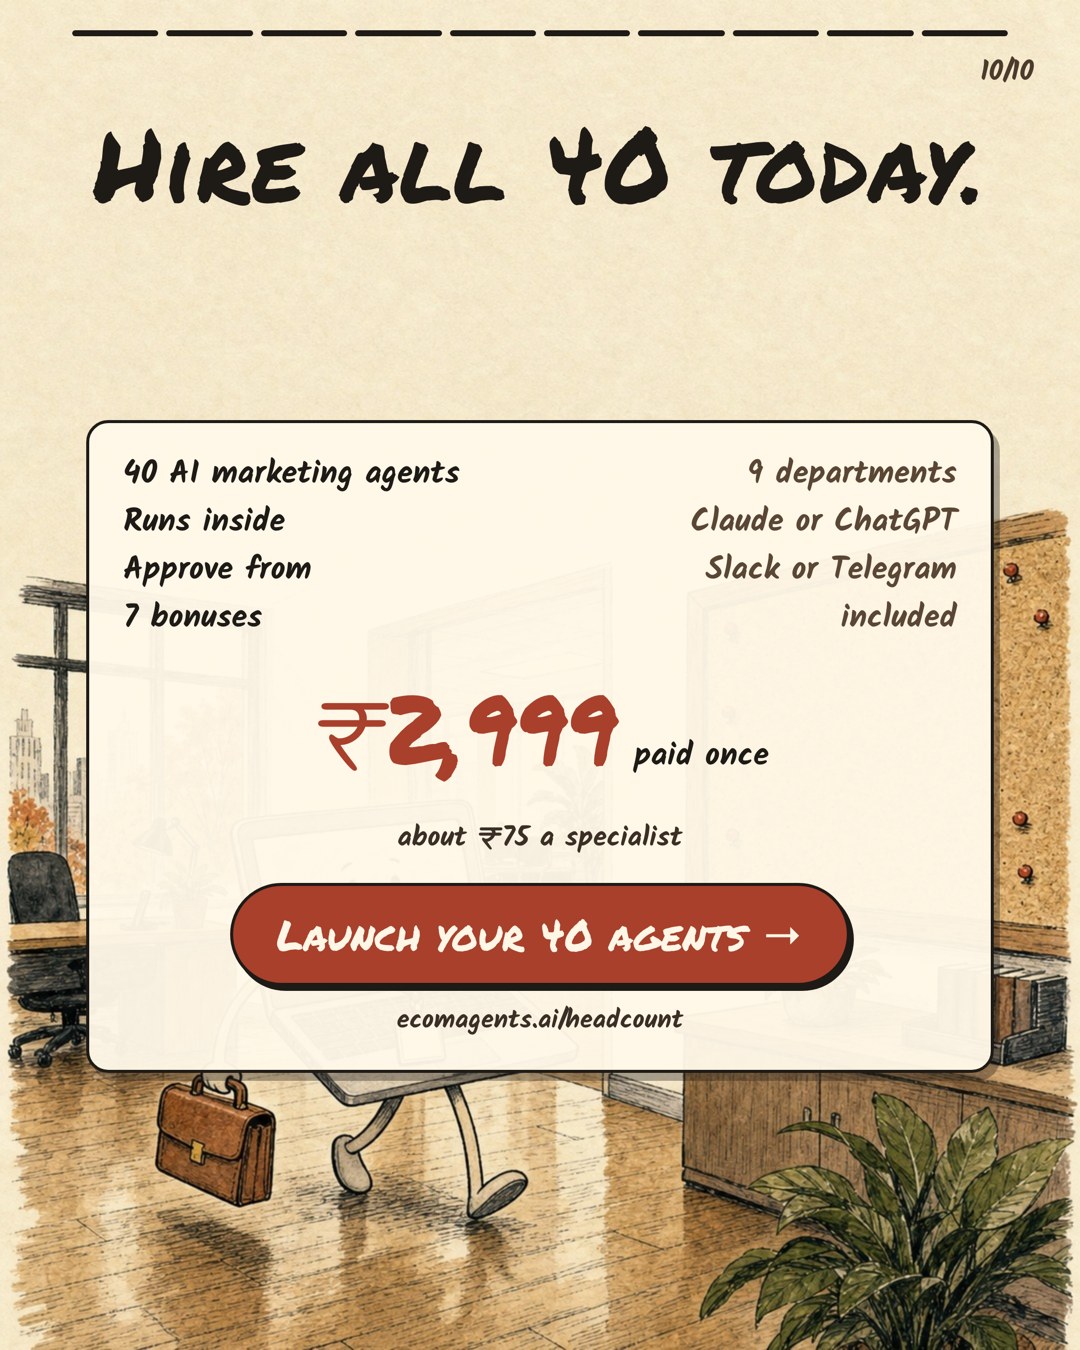 10/10
HIRE ALL 40 TODAY.
40 AI marketing agents 9 departments
Runs inside Claude or ChatGPT
Approve from Slack or Telegram
7 bonuses included
₹2,999 paid once
about ₹75 a specialist
LAUNCH YOUR 40 AGENTS →
ecomagents.ai/headcount